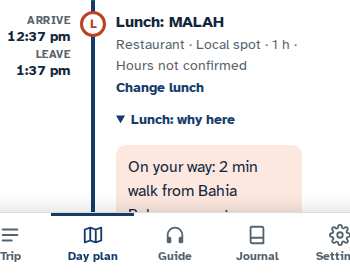 ARRIVE
12:37 pm
LEAVE
1:37 pm
L
Lunch: MALAH
Restaurant · Local spot · 1 h ·
Hours not confirmed
Change lunch
▼ Lunch: why here
On your way: 2 min
walk from Bahia
Trip
Day plan
Guide
Journal
Settin